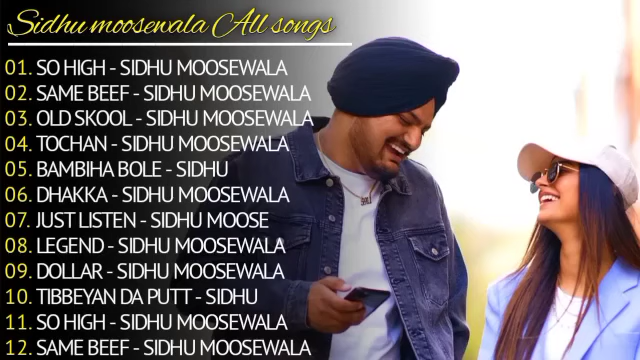 Sidhu moosewala All songs
01. SO HIGH - SIDHU MOOSEWALA
02. SAME BEEF - SIDHU MOOSEWALA
03. OLD SKOOL - SIDHU MOOSEWALA
04. TOCHAN - SIDHU MOOSEWALA
05. BAMBIHA BOLE - SIDHU
06. DHAKKA - SIDHU MOOSEWALA
07. JUST LISTEN - SIDHU MOOSE
08. LEGEND - SIDHU MOOSEWALA
09. DOLLAR - SIDHU MOOSEWALA
10. TIBBEYAN DA PUTT - SIDHU
11. SO HIGH - SIDHU MOOSEWALA
12. SAME BEEF - SIDHU MOOSEWALA